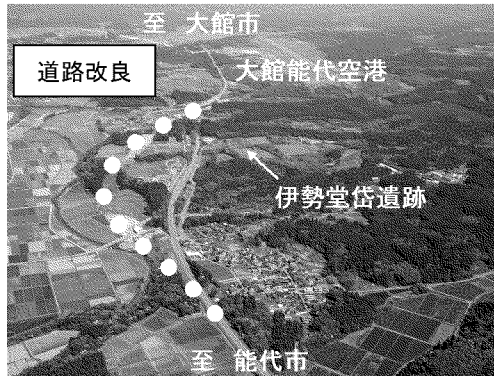 至 大館市
道路改良
大館能代空港
伊勢堂岱遺跡
至 能代市